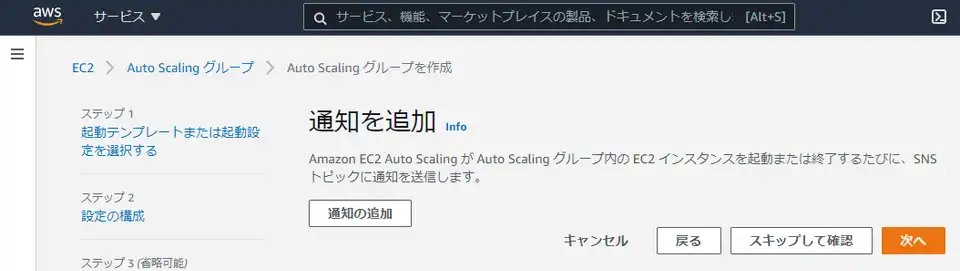 aws
サービス ▼
サービス、機能、マーケットプレイスの製品、ドキュメントを検索し
[Alt+S]
EC2 > Auto Scaling グループ > Auto Scaling グループを作成
ステップ 1
起動テンプレートまたは起動設
定を選択する
ステップ 2
設定の構成
ステップ 3 (省略可能)
通知を追加 Info
Amazon EC2 Auto Scaling が Auto Scaling グループ内の EC2 インスタンスを起動または終了するたびに、SNS
トピックに通知を送信します。
通知の追加
キャンセル
戻る
スキップして確認
次へ